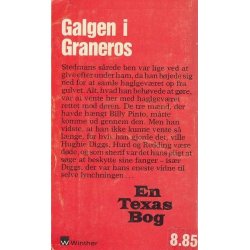 Galgen i
Graneros
Stedmans sårede ben var lige ved at
give efter under ham, da han bøjede sig
ned for at samle haglgeværet op fra
gulvet. Alt, hvad han behøvede at gøre,
var at vente her med haglgeværet
rettet mod døren. De tre mænd, der
havde hængt Billy Pinto, måtte
komme ud gennem den. Men han
vidste, at han ikke kunne vente så
længe, for hvis han gjorde det, ville
Hughie Diggs, Hurd og Redding være
døde, og som sherif var det hans pligt at
søge at beskytte sine fanger – især
Diggs, der var hans eneste vidne til
selve lynchningen...
En
Texas
Bog
Winther
8.85